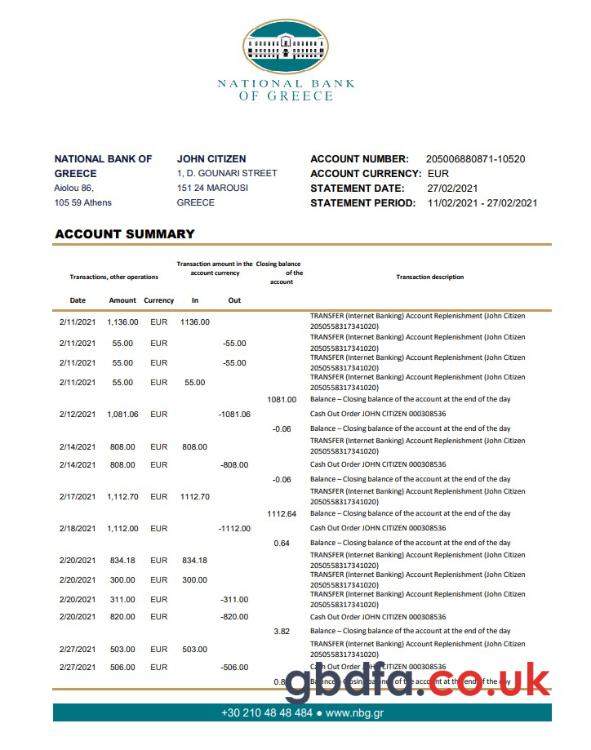 NATIONAL BANK
OF GREECE
NATIONAL BANK OF GREECE
Aiolou 86,
105 59 Athens
JOHN CITIZEN
1, D. GOUNARI STREET
151 24 MAROUSI
GREECE
ACCOUNT NUMBER: 205006880871-10520
ACCOUNT CURRENCY: EUR
STATEMENT DATE: 27/02/2021
STATEMENT PERIOD: 11/02/2021 - 27/02/2021
ACCOUNT SUMMARY
Transactions, other operations
Transaction amount in the account currency
Closing balance of the account
Transaction description
Date Amount Currency In Out
2/11/2021 1,136.00 EUR 1136.00 TRANSFER (Internet Banking) Account Replenishment (John Citizen
2050558317341020)
2/11/2021 55.00 EUR -55.00 TRANSFER (Internet Banking) Account Replenishment (John Citizen
2050558317341020)
2/11/2021 55.00 EUR -55.00 TRANSFER (Internet Banking) Account Replenishment (John Citizen
2050558317341020)
2/11/2021 55.00 EUR 55.00 TRANSFER (Internet Banking) Account Replenishment (John Citizen
2050558317341020)
1081.00 Balance – Closing balance of the account at the end of the day
2/12/2021 1,081.06 EUR -1081.06 Cash Out Order JOHN CITIZEN 000308536
-0.06 Balance – Closing balance of the account at the end of the day
2/14/2021 808.00 EUR 808.00 TRANSFER (Internet Banking) Account Replenishment (John Citizen
2050558317341020)
2/14/2021 808.00 EUR -808.00 Cash Out Order JOHN CITIZEN 000308536
-0.06 Balance – Closing balance of the account at the end of the day
2/17/2021 1,112.70 EUR 1112.70 TRANSFER (Internet Banking) Account Replenishment (John Citizen
2050558317341020)
1112.64 Balance – Closing balance of the account at the end of the day
2/18/2021 1,112.00 EUR -1112.00 Cash Out Order JOHN CITIZEN 000308536
0.64 Balance – Closing balance of the account at the end of the day
2/20/2021 834.18 EUR 834.18 TRANSFER (Internet Banking) Account Replenishment (John Citizen
2050558317341020)
2/20/2021 300.00 EUR 300.00 TRANSFER (Internet Banking) Account Replenishment (John Citizen
2050558317341020)
2/20/2021 311.00 EUR -311.00 TRANSFER (Internet Banking) Account Replenishment (John Citizen
2050558317341020)
2/20/2021 820.00 EUR -820.00 Cash Out Order JOHN CITIZEN 000308536
3.82 Balance – Closing balance of the account at the end of the day
2/27/2021 503.00 EUR 503.00 TRANSFER (Internet Banking) Account Replenishment (John Citizen
2050558317341020)
2/27/2021 506.00 EUR -506.00 Cash Out Order JOHN CITIZEN 000308536
Balance – Closing balance of the account at the end of the day
gbdfa.co.uk
+30 210 48 48 484 ● www.nbg.gr